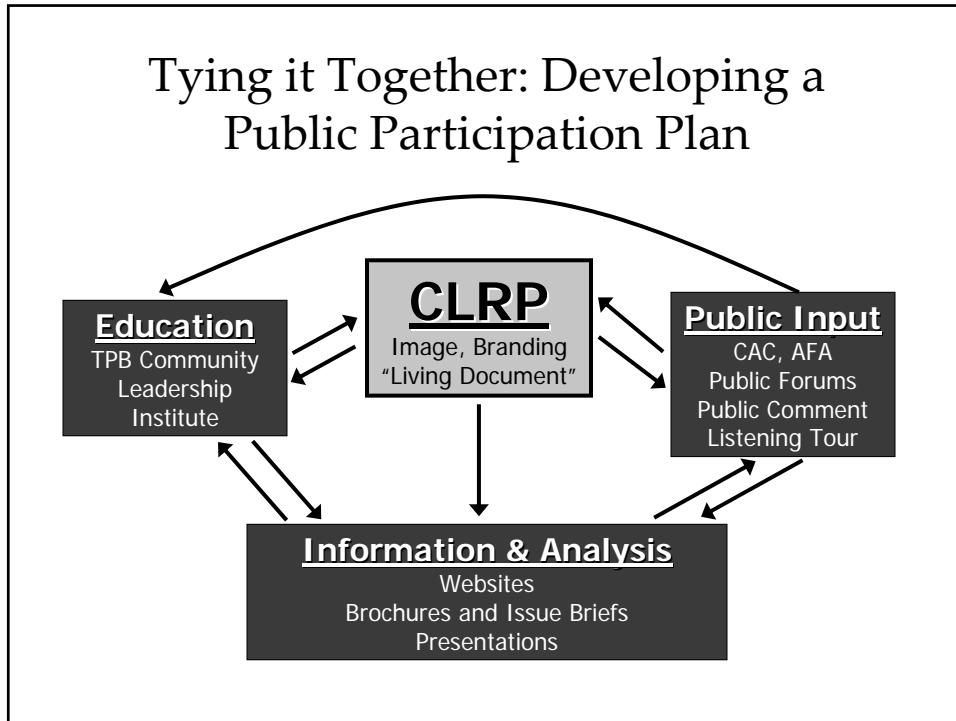 Tying it Together: Developing a
Public Participation Plan
CLRP
Image, Branding
“Living Document”
Education
TPB Community
Leadership
Institute
Public Input
CAC, AFA
Public Forums
Public Comment
Listening Tour
Information & Analysis
Websites
Brochures and Issue Briefs
Presentations